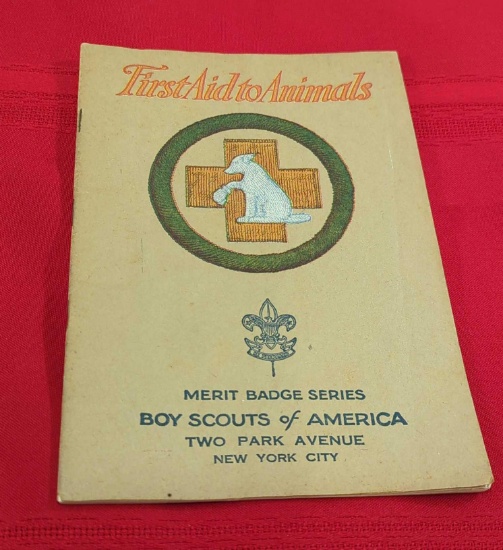 First Aid to Animals
MERIT BADGE SERIES
BOY SCOUTS of AMERICA
TWO PARK AVENUE
NEW YORK CITY